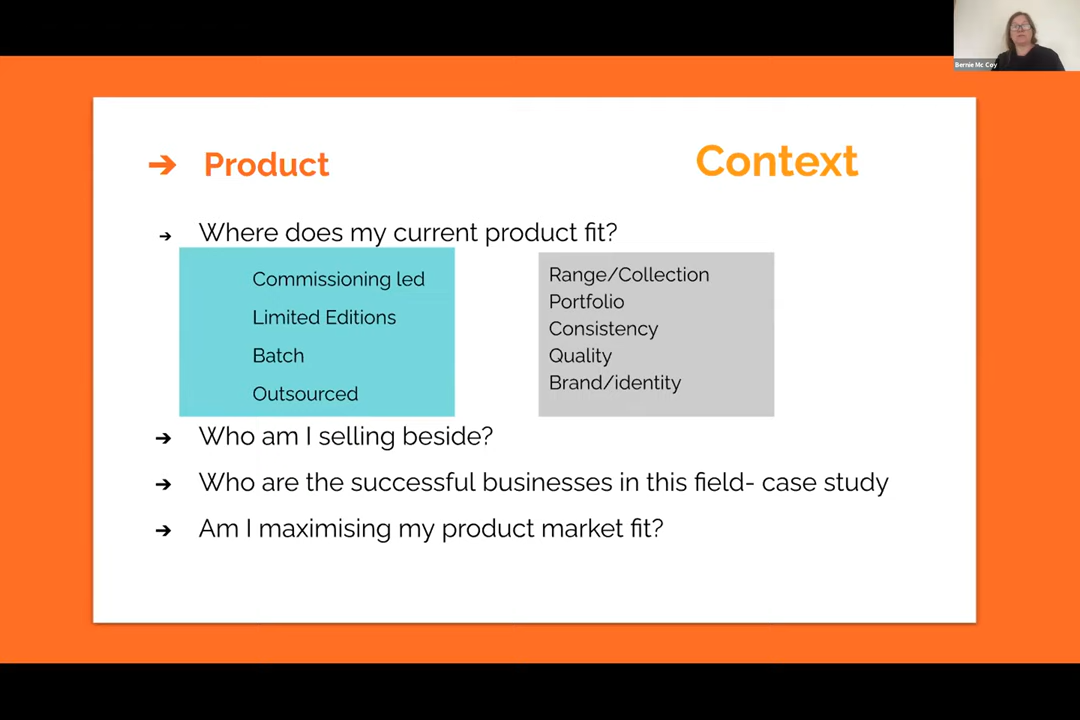 Bernie Mc Coy
➔ Product
Context
➔ Where does my current product fit?
Commissioning led
Limited Editions
Batch
Outsourced
Range/Collection
Portfolio
Consistency
Quality
Brand/identity
➔ Who am I selling beside?
➔ Who are the successful businesses in this field- case study
➔ Am I maximising my product market fit?